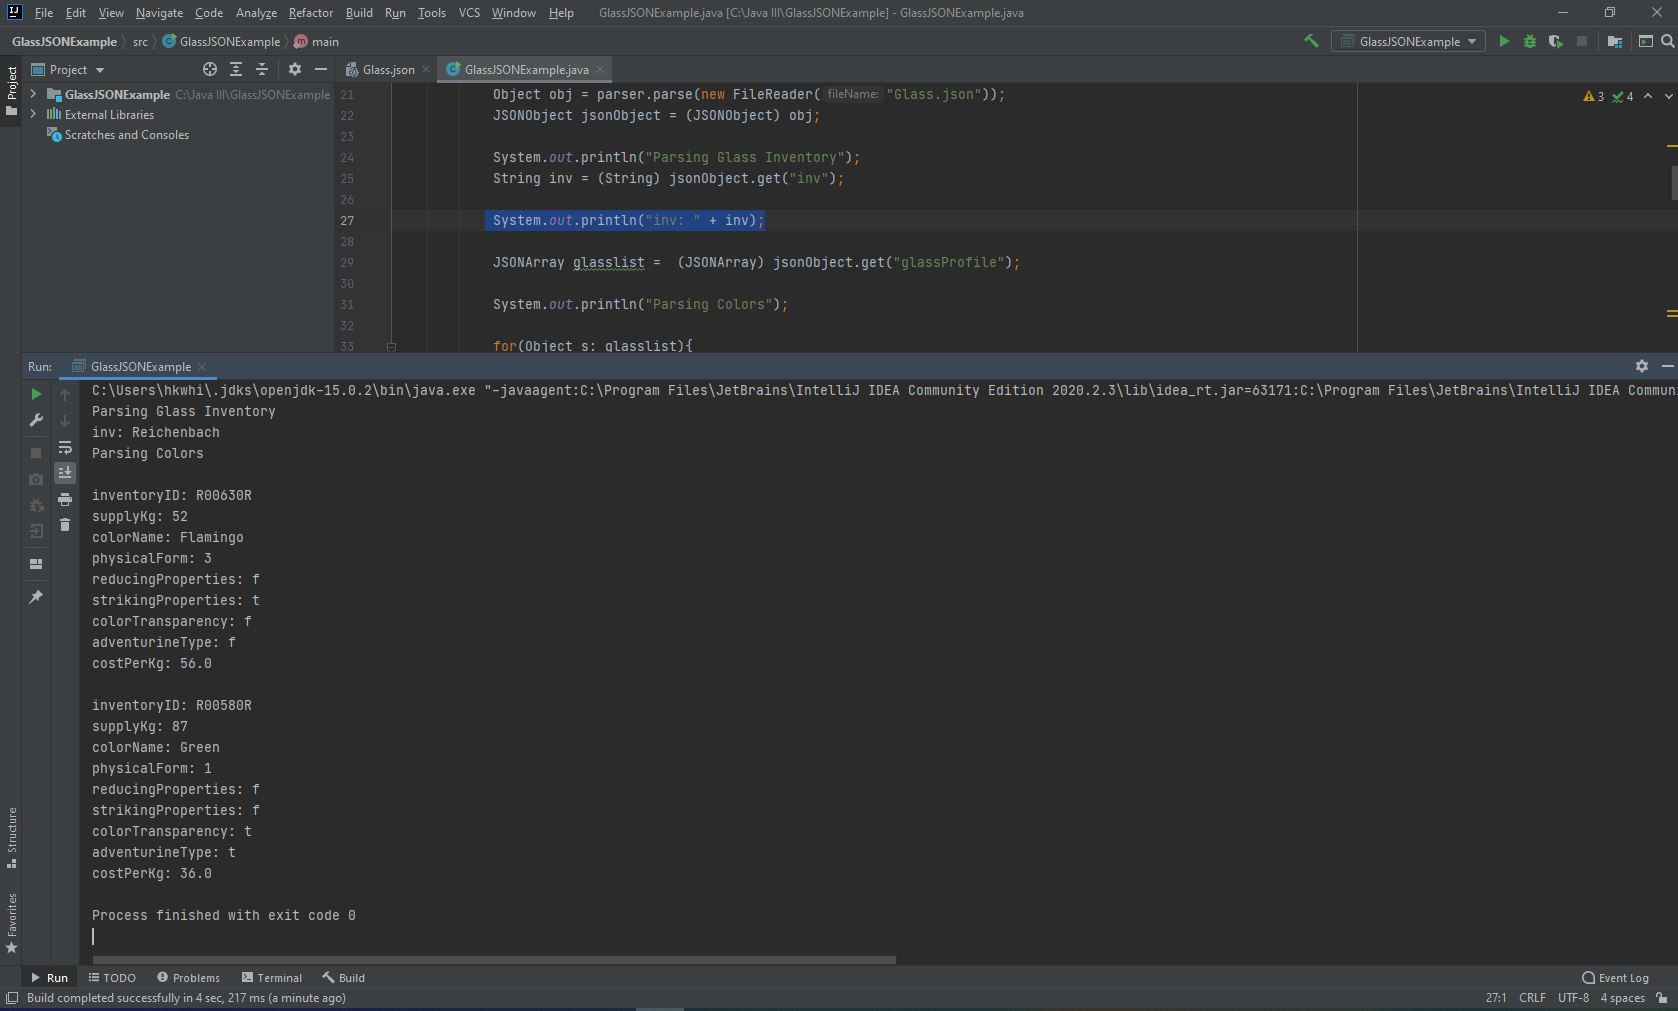 IJ File Edit View Navigate Code Analyze Refactor Build Run Tools VCS Window Help GlassJSONExample.java [C:\Java III\GlassJSONExample] - GlassJSONExample.java
GlassJSONExample src GlassJSONExample main GlassJSONExample
Project Glass.json GlassJSONExample.java
Project
GlassJSONExample C:\Java III\GlassJSONExample
External Libraries
Scratches and Consoles
21 Object obj = parser.parse(new FileReader( fileName: "Glass.json"));
3 4
22 JSONObject jsonObject = (JSONObject) obj;
23
24 System.out.println("Parsing Glass Inventory");
25 String inv = (String) jsonObject.get("inv");
26
27 System.out.println("inv: " + inv);
28
29 JSONArray glasslist =  (JSONArray) jsonObject.get("glassProfile");
30
31 System.out.println("Parsing Colors");
32
33 for(Object s: glasslist){
Run: GlassJSONExample
C:\Users\hkwhi\.jdks\openjdk-15.0.2\bin\java.exe "-javaagent:C:\Program Files\JetBrains\IntelliJ IDEA Community Edition 2020.2.3\lib\idea_rt.jar=63171:C:\Program Files\JetBrains\IntelliJ IDEA Commun
Parsing Glass Inventory
inv: Reichenbach
Parsing Colors
inventoryID: R00630R
supplyKg: 52
colorName: Flamingo
physicalForm: 3
reducingProperties: f
strikingProperties: t
colorTransparency: f
adventurineType: f
costPerKg: 56.0
inventoryID: R00580R
supplyKg: 87
colorName: Green
physicalForm: 1
reducingProperties: f
strikingProperties: f
colorTransparency: t
adventurineType: t
costPerKg: 36.0
Process finished with exit code 0
Structure
Favorites
Run TODO Problems Terminal Build Event Log
Build completed successfully in 4 sec, 217 ms (a minute ago) 27:1 CRLF UTF-8 4 spaces